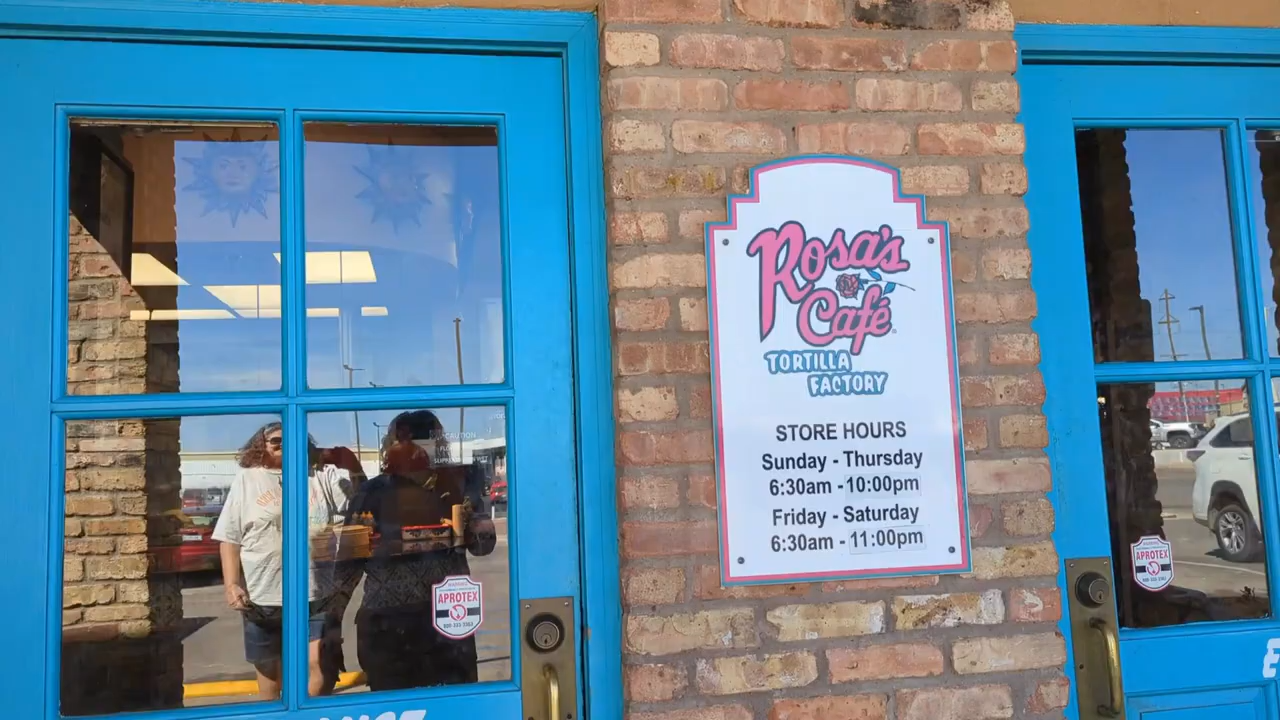 Rosa's
Café
TORTILLA
FACTORY
STORE HOURS
Sunday - Thursday
6:30am - 10:00pm
Friday - Saturday
6:30am - 11:00pm
CAUTION
APROTEX
APROTEX